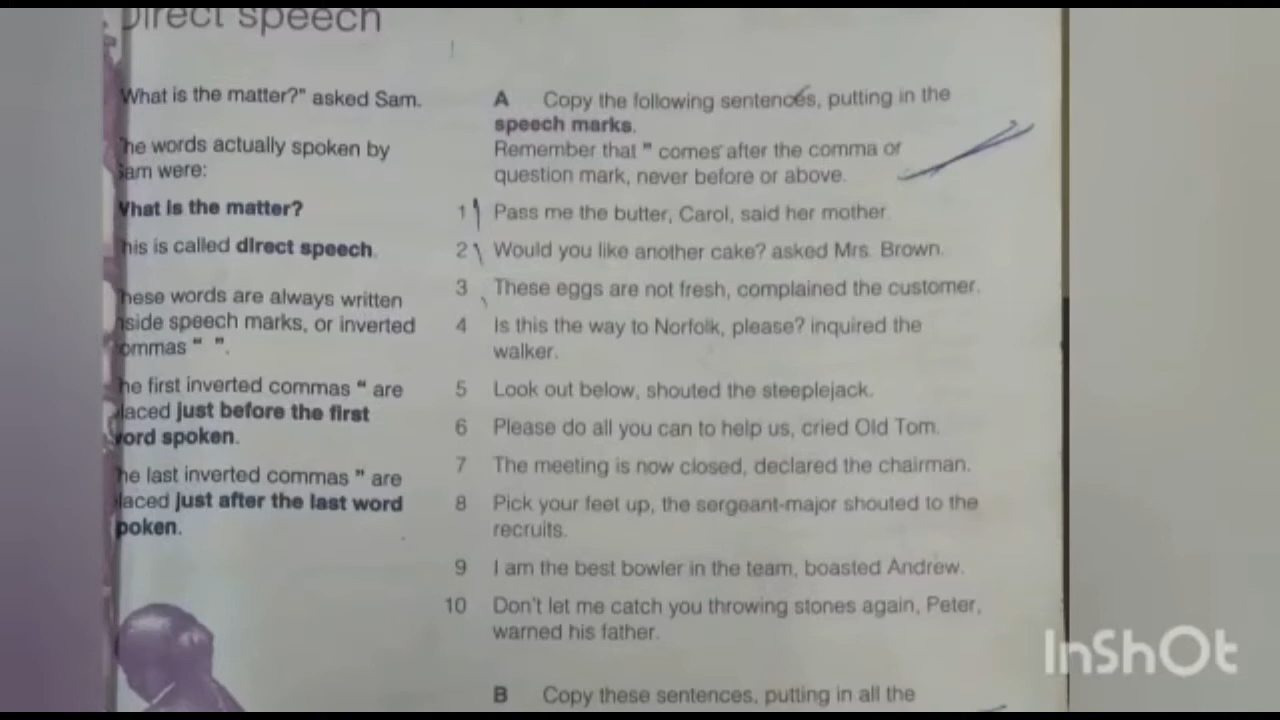 Direct speech
What is the matter?" asked Sam.
The words actually spoken by
Sam were:
What is the matter?
This is called direct speech.
These words are always written
inside speech marks, or inverted
commas " ".
The first inverted commas " are
placed just before the first
word spoken.
The last inverted commas " are
placed just after the last word
spoken.
A Copy the following sentences, putting in the
speech marks.
Remember that " comes after the comma or
question mark, never before or above.
1 Pass me the butter, Carol, said her mother.
2 Would you like another cake? asked Mrs. Brown.
3 These eggs are not fresh, complained the customer.
4 Is this the way to Norfolk, please? inquired the
walker.
5 Look out below, shouted the steeplejack.
6 Please do all you can to help us, cried Old Tom.
7 The meeting is now closed, declared the chairman.
8 Pick your feet up, the sergeant-major shouted to the
recruits.
9 I am the best bowler in the team, boasted Andrew.
10 Don't let me catch you throwing stones again, Peter,
warned his father.
B Copy these sentences, putting in all the
InShOt